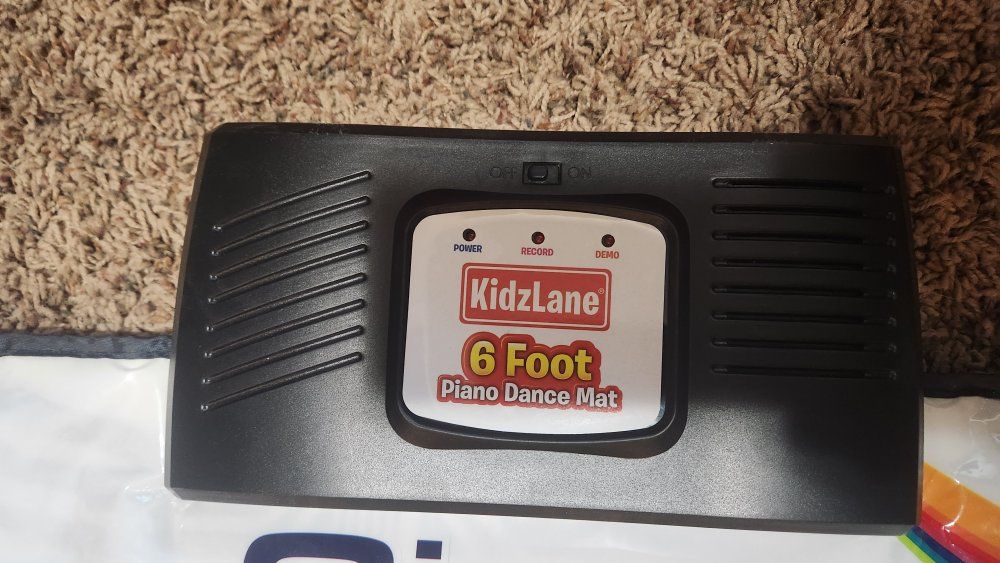 OFF ON
POWER RECORD DEMO
KidzLane®
6 Foot
Piano Dance Mat